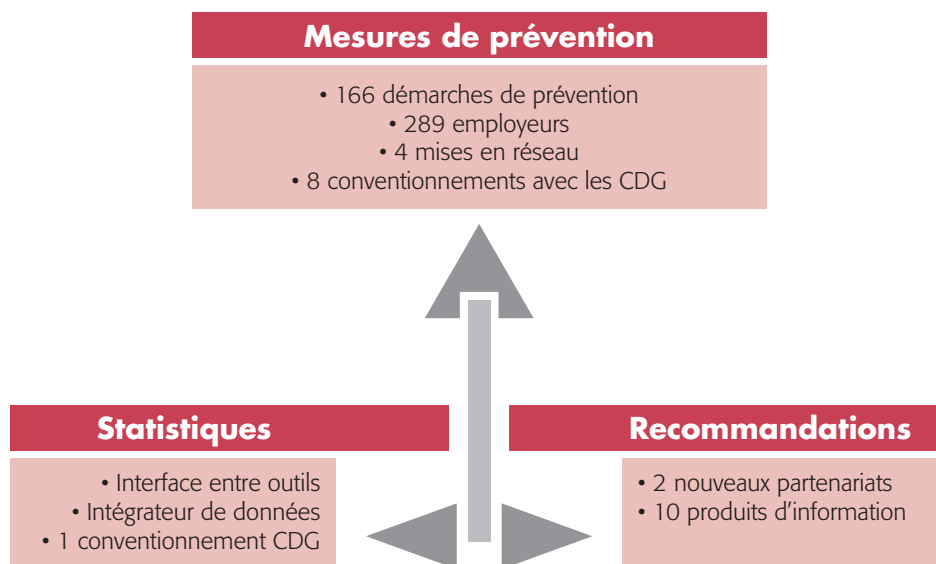 Mesures de prévention
• 166 démarches de prévention
• 289 employeurs
• 4 mises en réseau
• 8 conventionnements avec les CDG
Statistiques
• Interface entre outils
• Intégrateur de données
• 1 conventionnement CDG
Recommandations
• 2 nouveaux partenariats
• 10 produits d'information